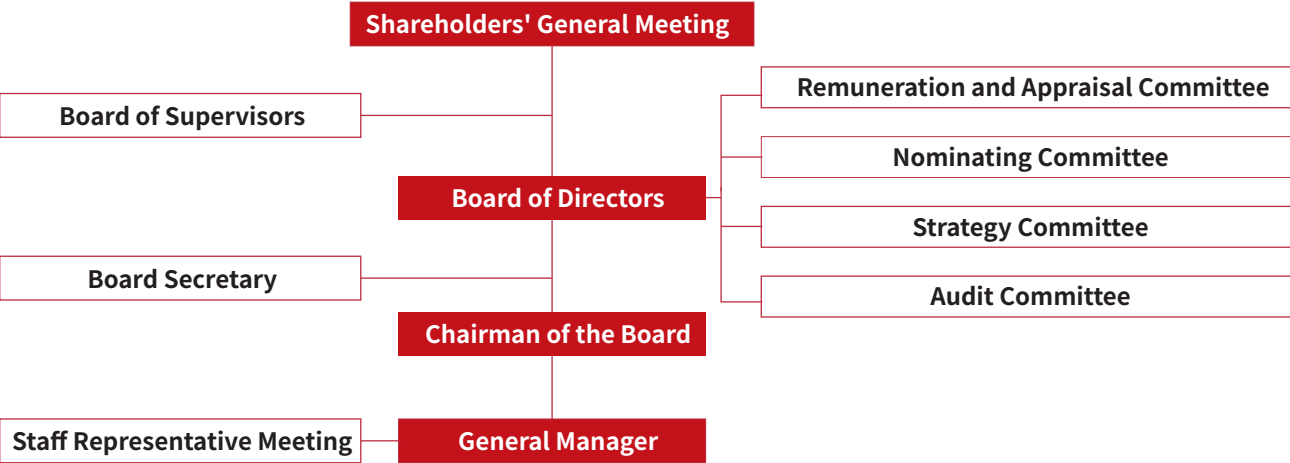 Shareholders' General Meeting
Remuneration and Appraisal Committee
Board of Supervisors
Nominating Committee
Board of Directors
Strategy Committee
Board Secretary
Audit Committee
Chairman of the Board
Staff Representative Meeting
General Manager